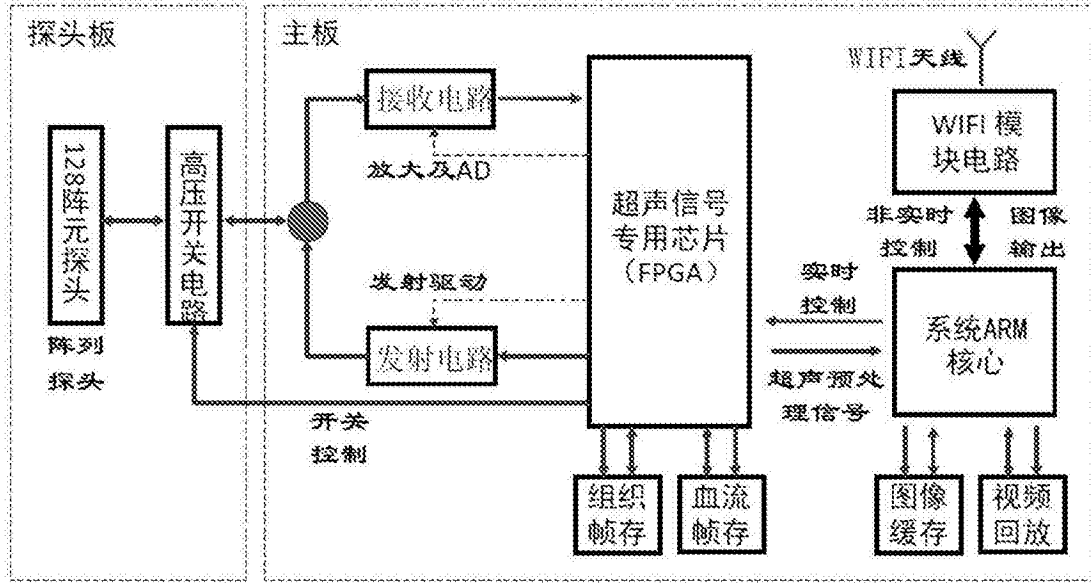 探头板
128阵元探头
阵列
探头
高压开关电路
主板
接收电路
放大及AD
发射驱动
发射电路
开关
控制
超声信号
专用芯片
（FPGA）
组织
帧存
血流
帧存
WIFI天线
WIFI 模
块电路
非实时
控制
图像
输出
实时
控制
超声预处
理信号
系统ARM
核心
图像
缓存
视频
回放